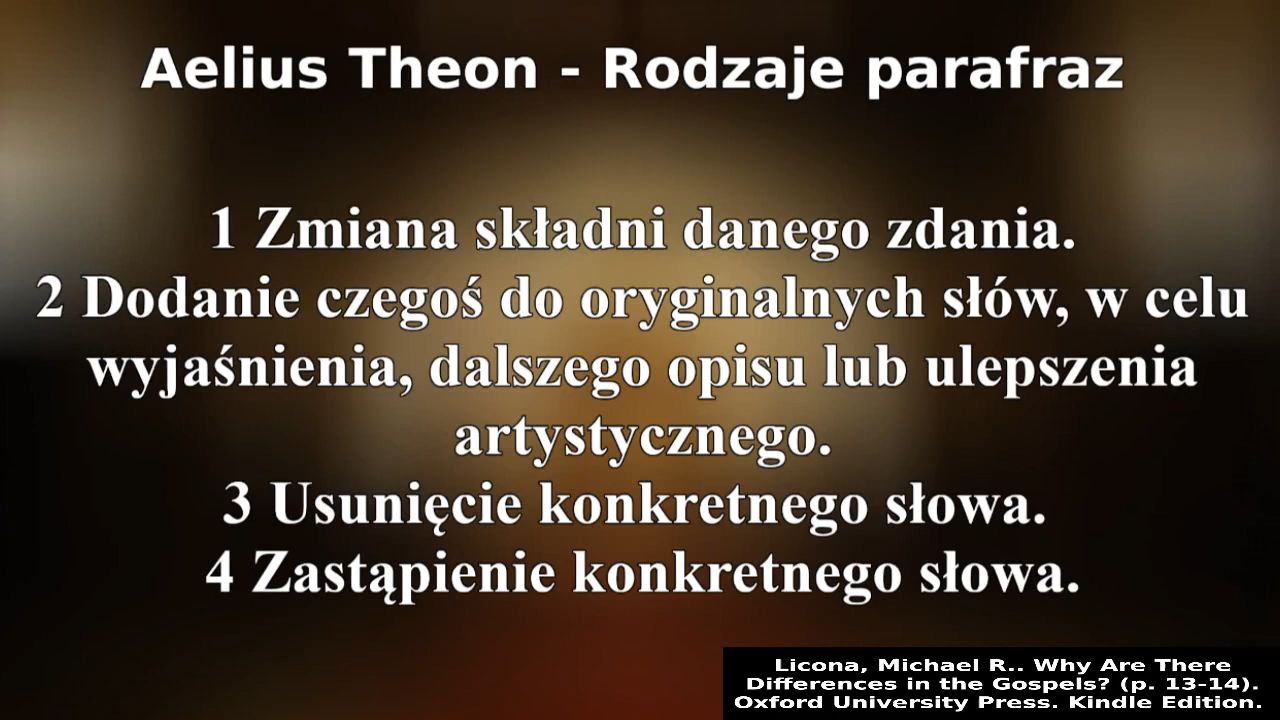 Aelius Theon - Rodzaje parafraz
1 Zmiana składni danego zdania.
2 Dodanie czegoś do oryginalnych słów, w celu
wyjaśnienia, dalszego opisu lub ulepszenia
artystycznego.
3 Usunięcie konkretnego słowa.
4 Zastąpienie konkretnego słowa.
Licona, Michael R.. Why Are There
Differences in the Gospels? (p. 13-14).
Oxford University Press. Kindle Edition.